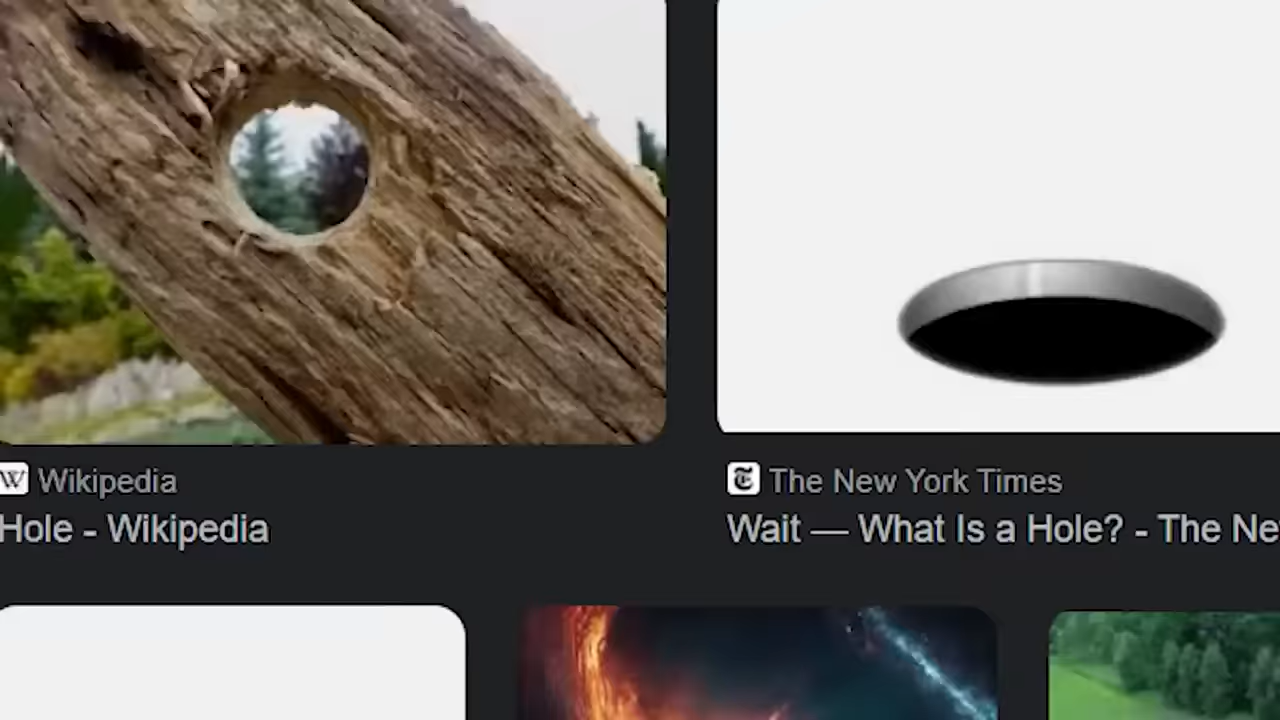 W Wikipedia
Hole - Wikipedia
T The New York Times
Wait — What Is a Hole? - The Ne